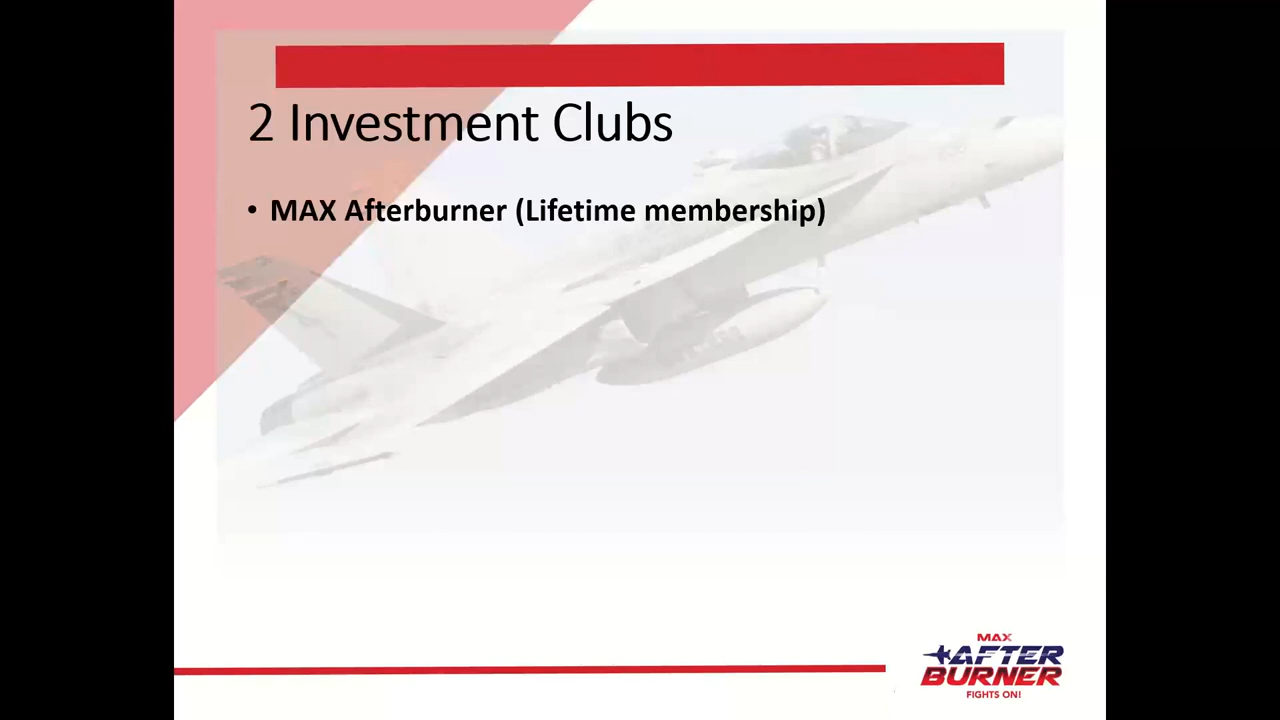 2 Investment Clubs
• MAX Afterburner (Lifetime membership)
MAX
AFTER
BURNER
FIGHTS ON!